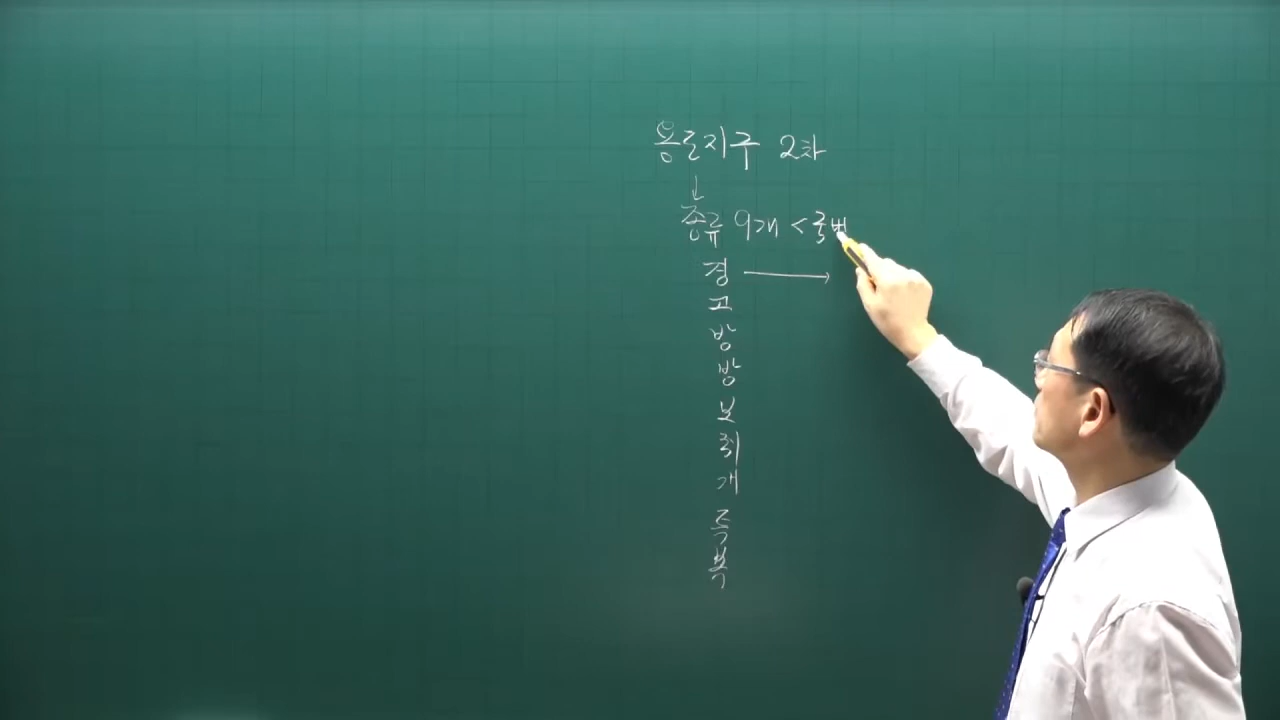 용도지구 2차
↓
종류 9개 < 국법
경 →
고
방
방
보
취
개
특
복